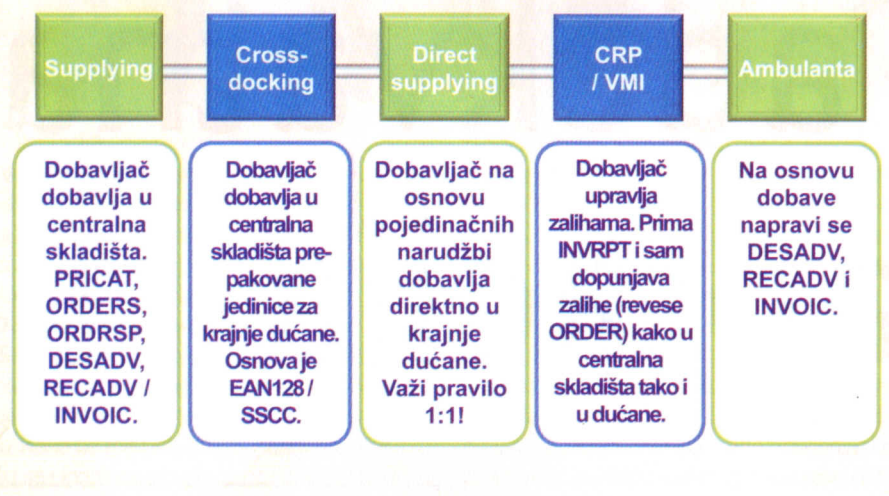 Supplying
Cross-
docking
Direct
supplying
CRP
/ VMI
Ambulanta
Dobavljač
dobavlja u
centralna
skladišta.
PRICAT,
ORDERS,
ORDRSP,
DESADV,
RECADV /
INVOIC.
Dobavljač
dobavlja u
centralna
skladišta pre-
pakovane
jedinice za
krajnje dućane.
Osnova je
EAN128 /
SSCC.
Dobavljač na
osnovu
pojedinačnih
narudžbi
dobavlja
direktno u
krajnje
dućane.
Važi pravilo
1:1!
Dobavljač
upravlja
zalihama. Prima
INVRPT i sam
dopunjava
zalihe (revese
ORDER) kako u
centralna
skladišta tako i
u dućane.
Na osnovu
dobave
napravi se
DESADV,
RECADV i
INVOIC.